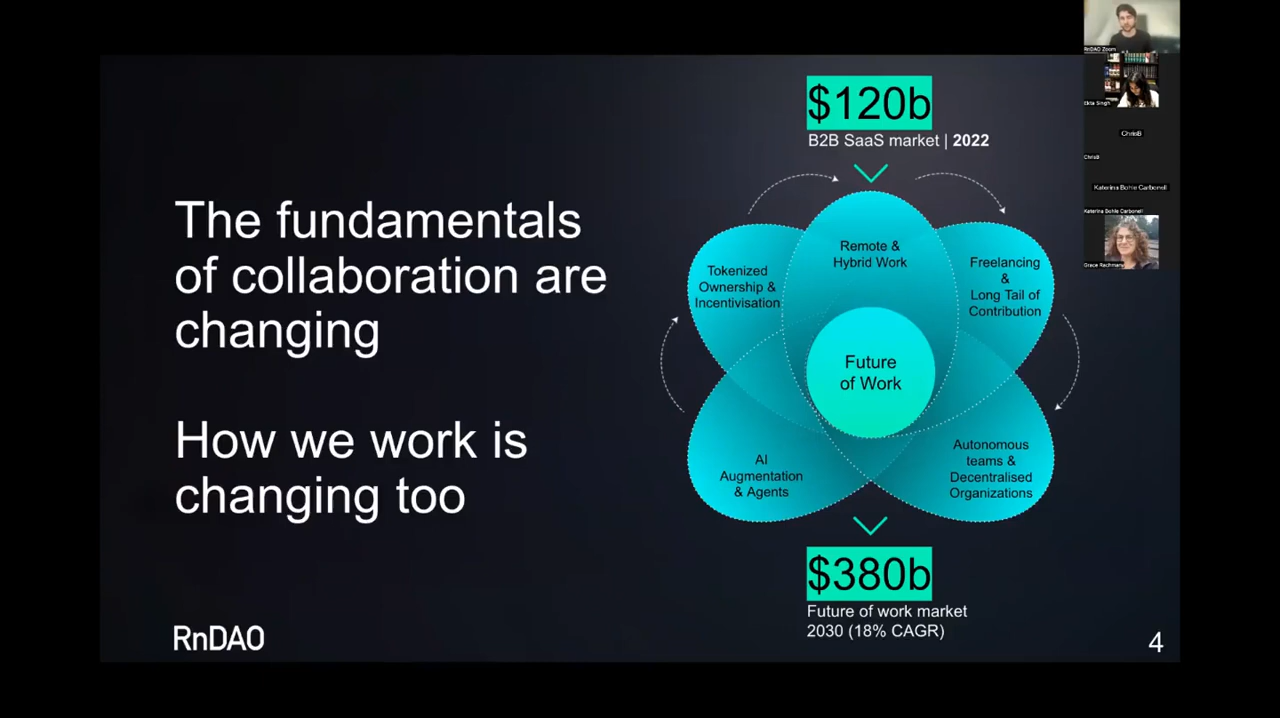 The fundamentals
of collaboration are
changing
How we work is
changing too
RnDAO
$120b
B2B SaaS market | 2022
Remote &
Hybrid Work
Tokenized
Ownership &
Incentivisation
Freelancing
&
Long Tail of
Contribution
Future
of Work
AI
Augmentation
& Agents
Autonomous
teams &
Decentralised
Organizations
$380b
Future of work market
2030 (18% CAGR)
4
RnDAO Zoom
Ekta Singh
ChrisB
ChrisB
Katerina Bohle Carbonell
Katerina Bohle Carbonell